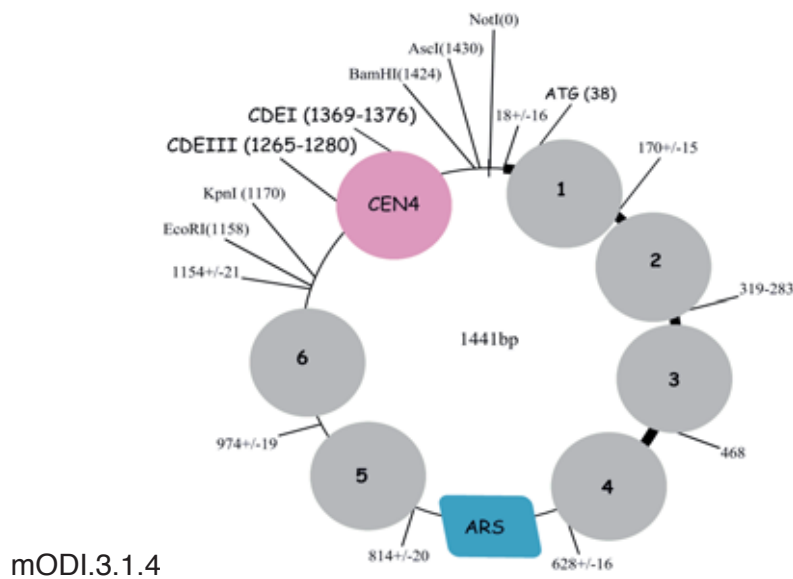 NotI(0)
AscI(1430)
BamHI(1424)
ATG (38)
18+/-16
CDEI (1369-1376)
CDEIII (1265-1280)
170+/-15
1
CEN4
KpnI (1170)
EcoRI(1158)
2
1154+/-21
319-283
1441bp
6
3
974+/-19
468
5
4
ARS
814+/-20
628+/-16
mODI.3.1.4